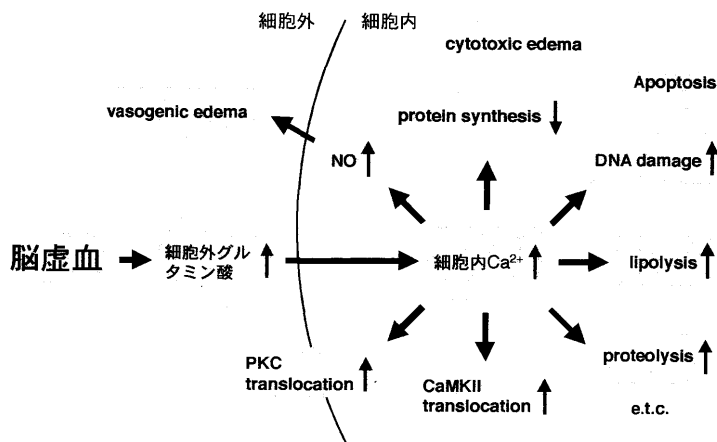 細胞外
細胞内
cytotoxic edema
Apoptosis
vasogenic edema
protein synthesis
NO
DNA damage
脳虚血
細胞外グル
タミン酸
細胞内Ca²⁺
lipolysis
PKC
translocation
CaMKII
translocation
proteolysis
e.t.c.